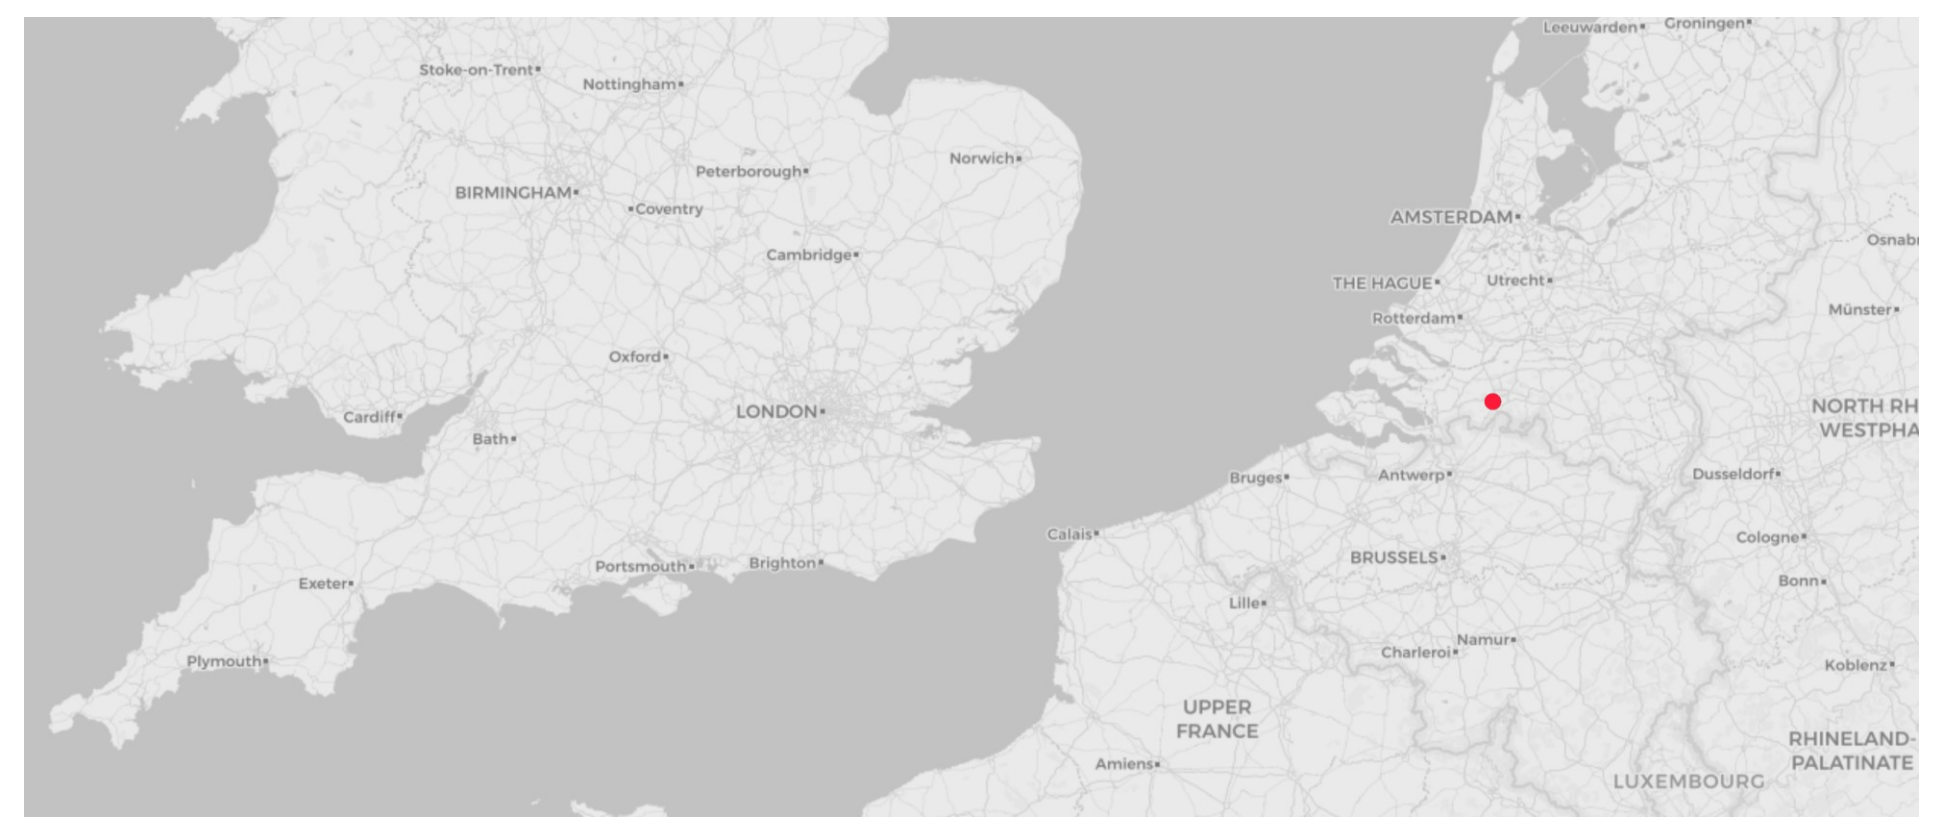 Leeuwarden
Groningen
Stoke-on-Trent
Nottingham
Norwich
Peterborough
BIRMINGHAM
Coventry
AMSTERDAM
Osnabr
Cambridge
THE HAGUE
Utrecht
Münster
Rotterdam
Oxford
LONDON
Cardiff
NORTH RH
WESTPHA
Bath
Bruges
Antwerp
Dusseldorf
Calais
Cologne
BRUSSELS
Portsmouth
Brighton
Exeter
Bonn
Lille
Namur
Charleroi
Plymouth
Koblenz
UPPER
FRANCE
RHINELAND-
PALATINATE
Amiens
LUXEMBOURG